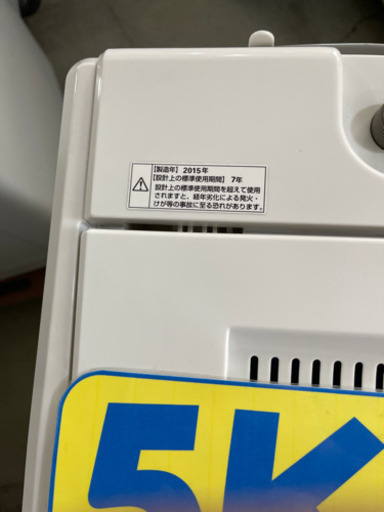 【製造年】2015年
【設計上の標準使用期間】7年
設計上の標準使用期間を超えて使用
されますと、経年劣化による発火・
けが等の事故に至る恐れがあります。
5K